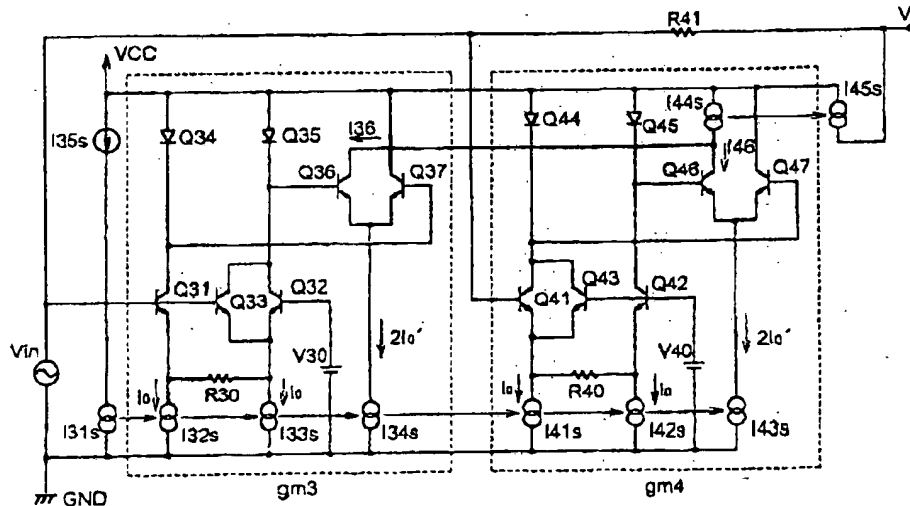 R41
V
VCC
I35s
Q34
Q35
I36
Q36
Q37
Q44
Q45
I44s
I45s
I46
Q46
Q47
Q31
Q33
Q32
Q41
Q43
Q42
Vin
V30
2Io'
V40
2Io'
Io
R30
Io
Io
R40
Io
I31s
I32s
I33s
I34s
I41s
I42s
I43s
GND
gm3
gm4